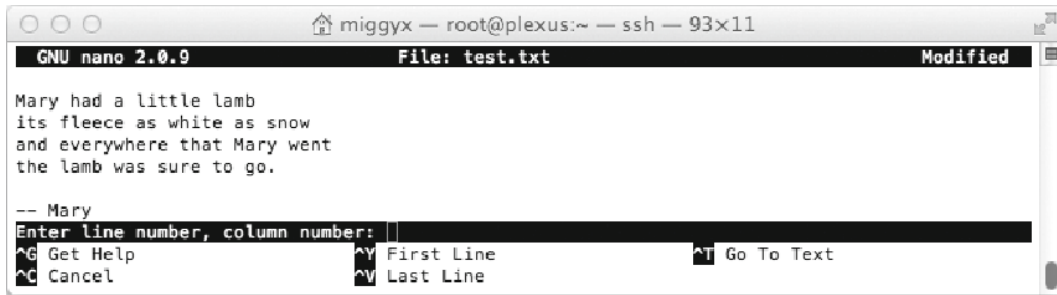 miggyx — root@plexus:~ — ssh — 93×11
GNU nano 2.0.9 File: test.txt Modified
Mary had a little lamb
its fleece as white as snow
and everywhere that Mary went
the lamb was sure to go.
-- Mary
Enter line number, column number:
^G Get Help ^Y First Line ^T Go To Text
^C Cancel ^V Last Line